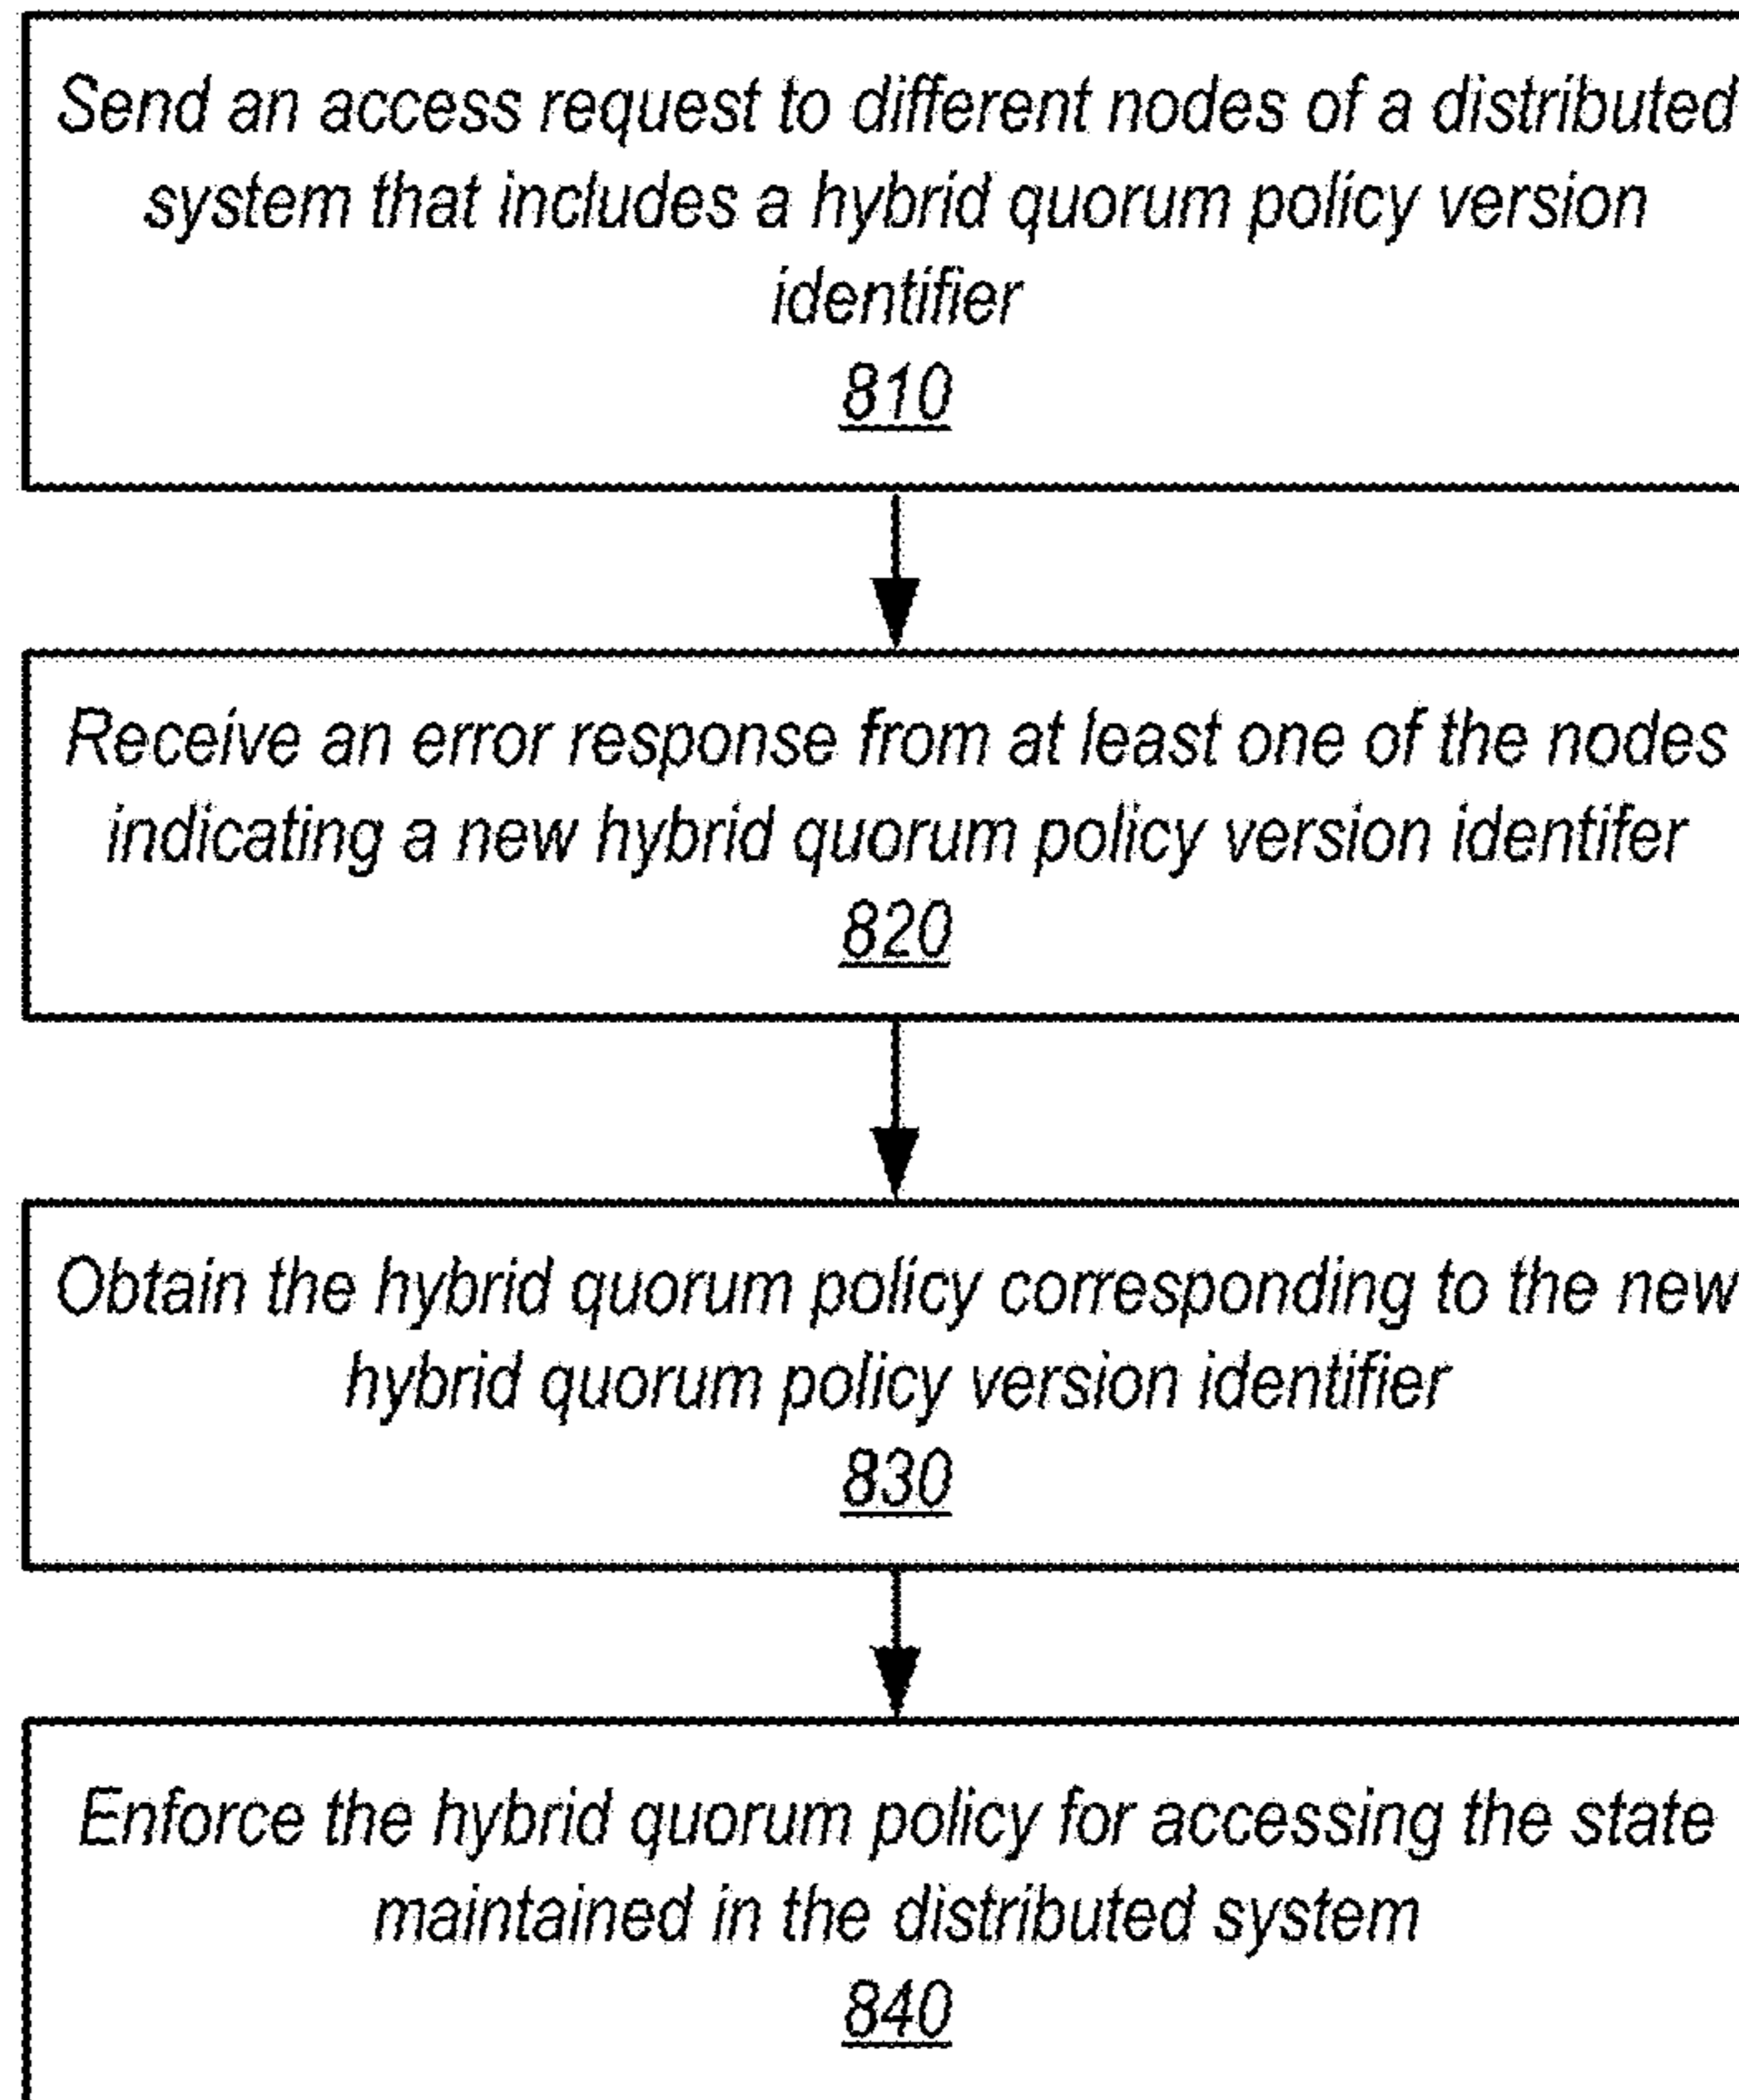 Send an access request to different nodes of a distributed
system that includes a hybrid quorum policy version
identifier
810
Receive an error response from at least one of the nodes
indicating a new hybrid quorum policy version identifer
820
Obtain the hybrid quorum policy corresponding to the new
hybrid quorum policy version identifier
830
Enforce the hybrid quorum policy for accessing the state
maintained in the distributed system
840